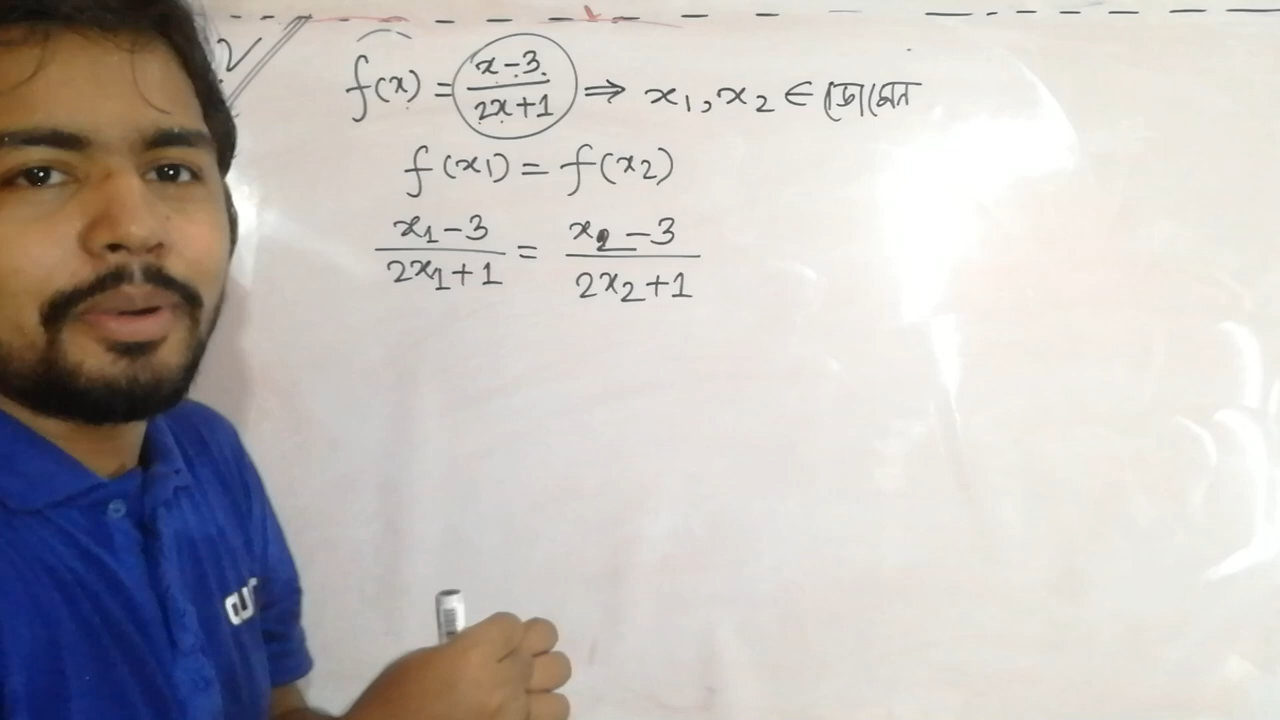 f(x) = x-3 / 2x+1 ⇒ x₁, x₂ ∈ ডোমেন
f(x₁) = f(x₂)
x₁-3 / 2x₁+1 = x₂-3 / 2x₂+1